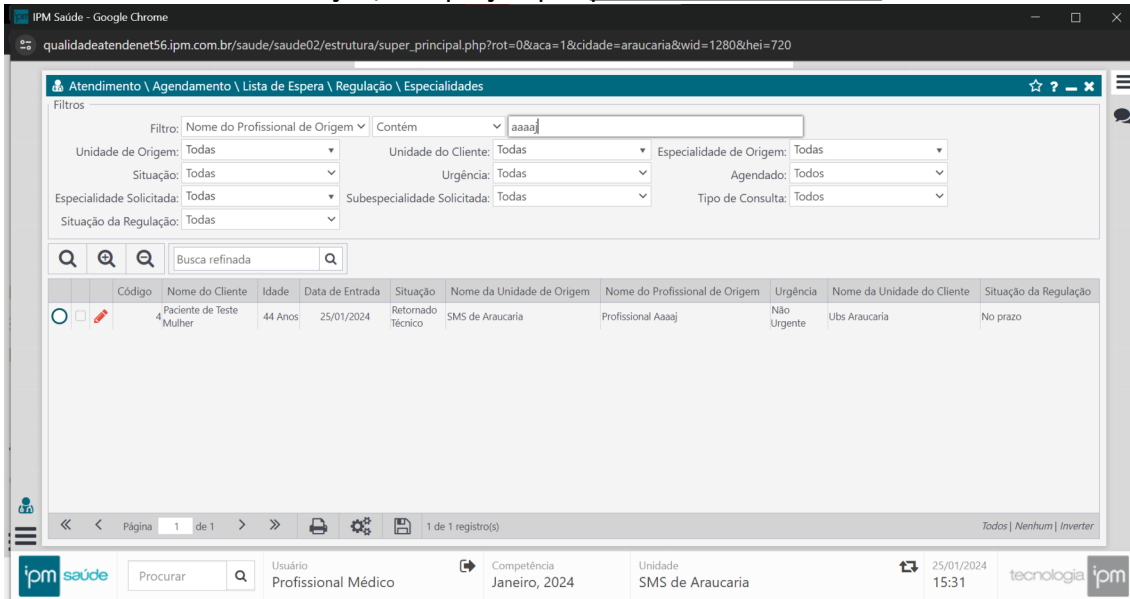 IPM Saúde - Google Chrome
qualidadeatendenet56.ipm.com.br/saude/saude02/estrutura/super_principal.php?rot=0&aca=1&cidade=araucaria&wid=1280&hei=720
Atendimento \ Agendamento \ Lista de Espera \ Regulação \ Especialidades
Filtros
Filtro: Nome do Profissional de Origem Contém aaaaj
Unidade de Origem: Todas Unidade do Cliente: Todas Especialidade de Origem: Todas
Situação: Todas Urgência: Todas Agendado: Todos
Especialidade Solicitada: Todas Subespecialidade Solicitada: Todas Tipo de Consulta: Todos
Situação da Regulação: Todas
Busca refinada
Código Nome do Cliente Idade Data de Entrada Situação Nome da Unidade de Origem Nome do Profissional de Origem Urgência Nome da Unidade do Cliente Situação da Regulação
4 Paciente de Teste Mulher 44 Anos 25/01/2024 Retornado Técnico SMS de Araucaria Profissional Aaaaj Não Urgente Ubs Araucaria No prazo
Página 1 de 1 1 de 1 registro(s) Todos | Nenhum | Inverter
ipm saúde Procurar Usuário Profissional Médico Competência Janeiro, 2024 Unidade SMS de Araucaria 25/01/2024 15:31 tecnologia ipm